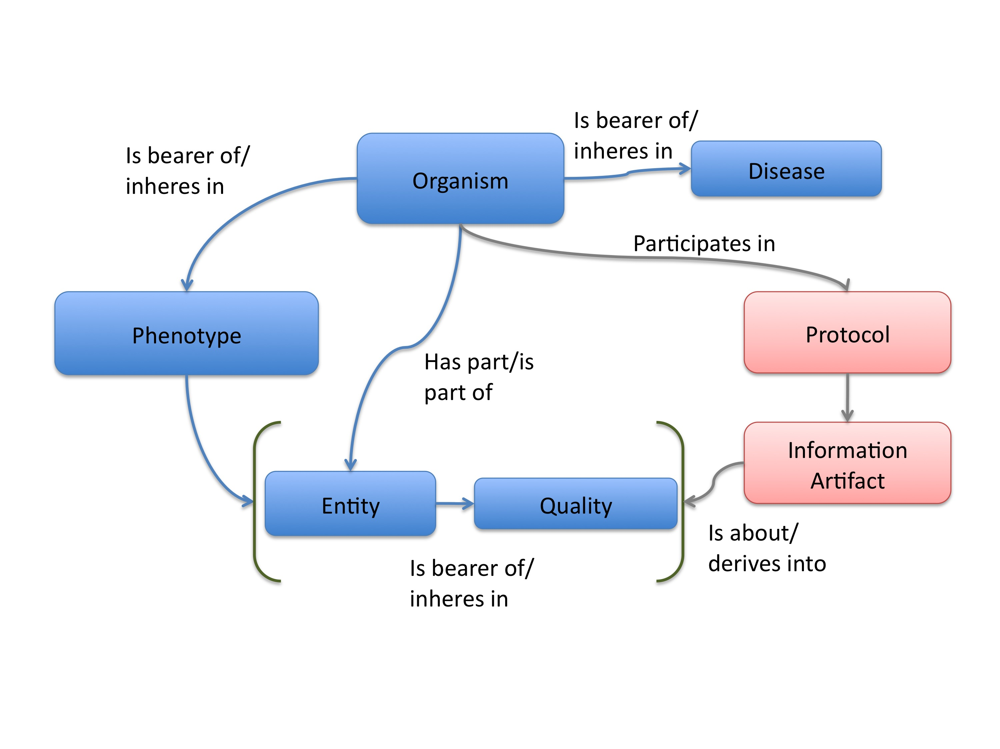 Is bearer of/
inheres in
Is bearer of/
inheres in
Organism
Disease
Participates in
Phenotype
Protocol
Has part/is
part of
Information
Artifact
Entity
Quality
Is about/
derives into
Is bearer of/
inheres in